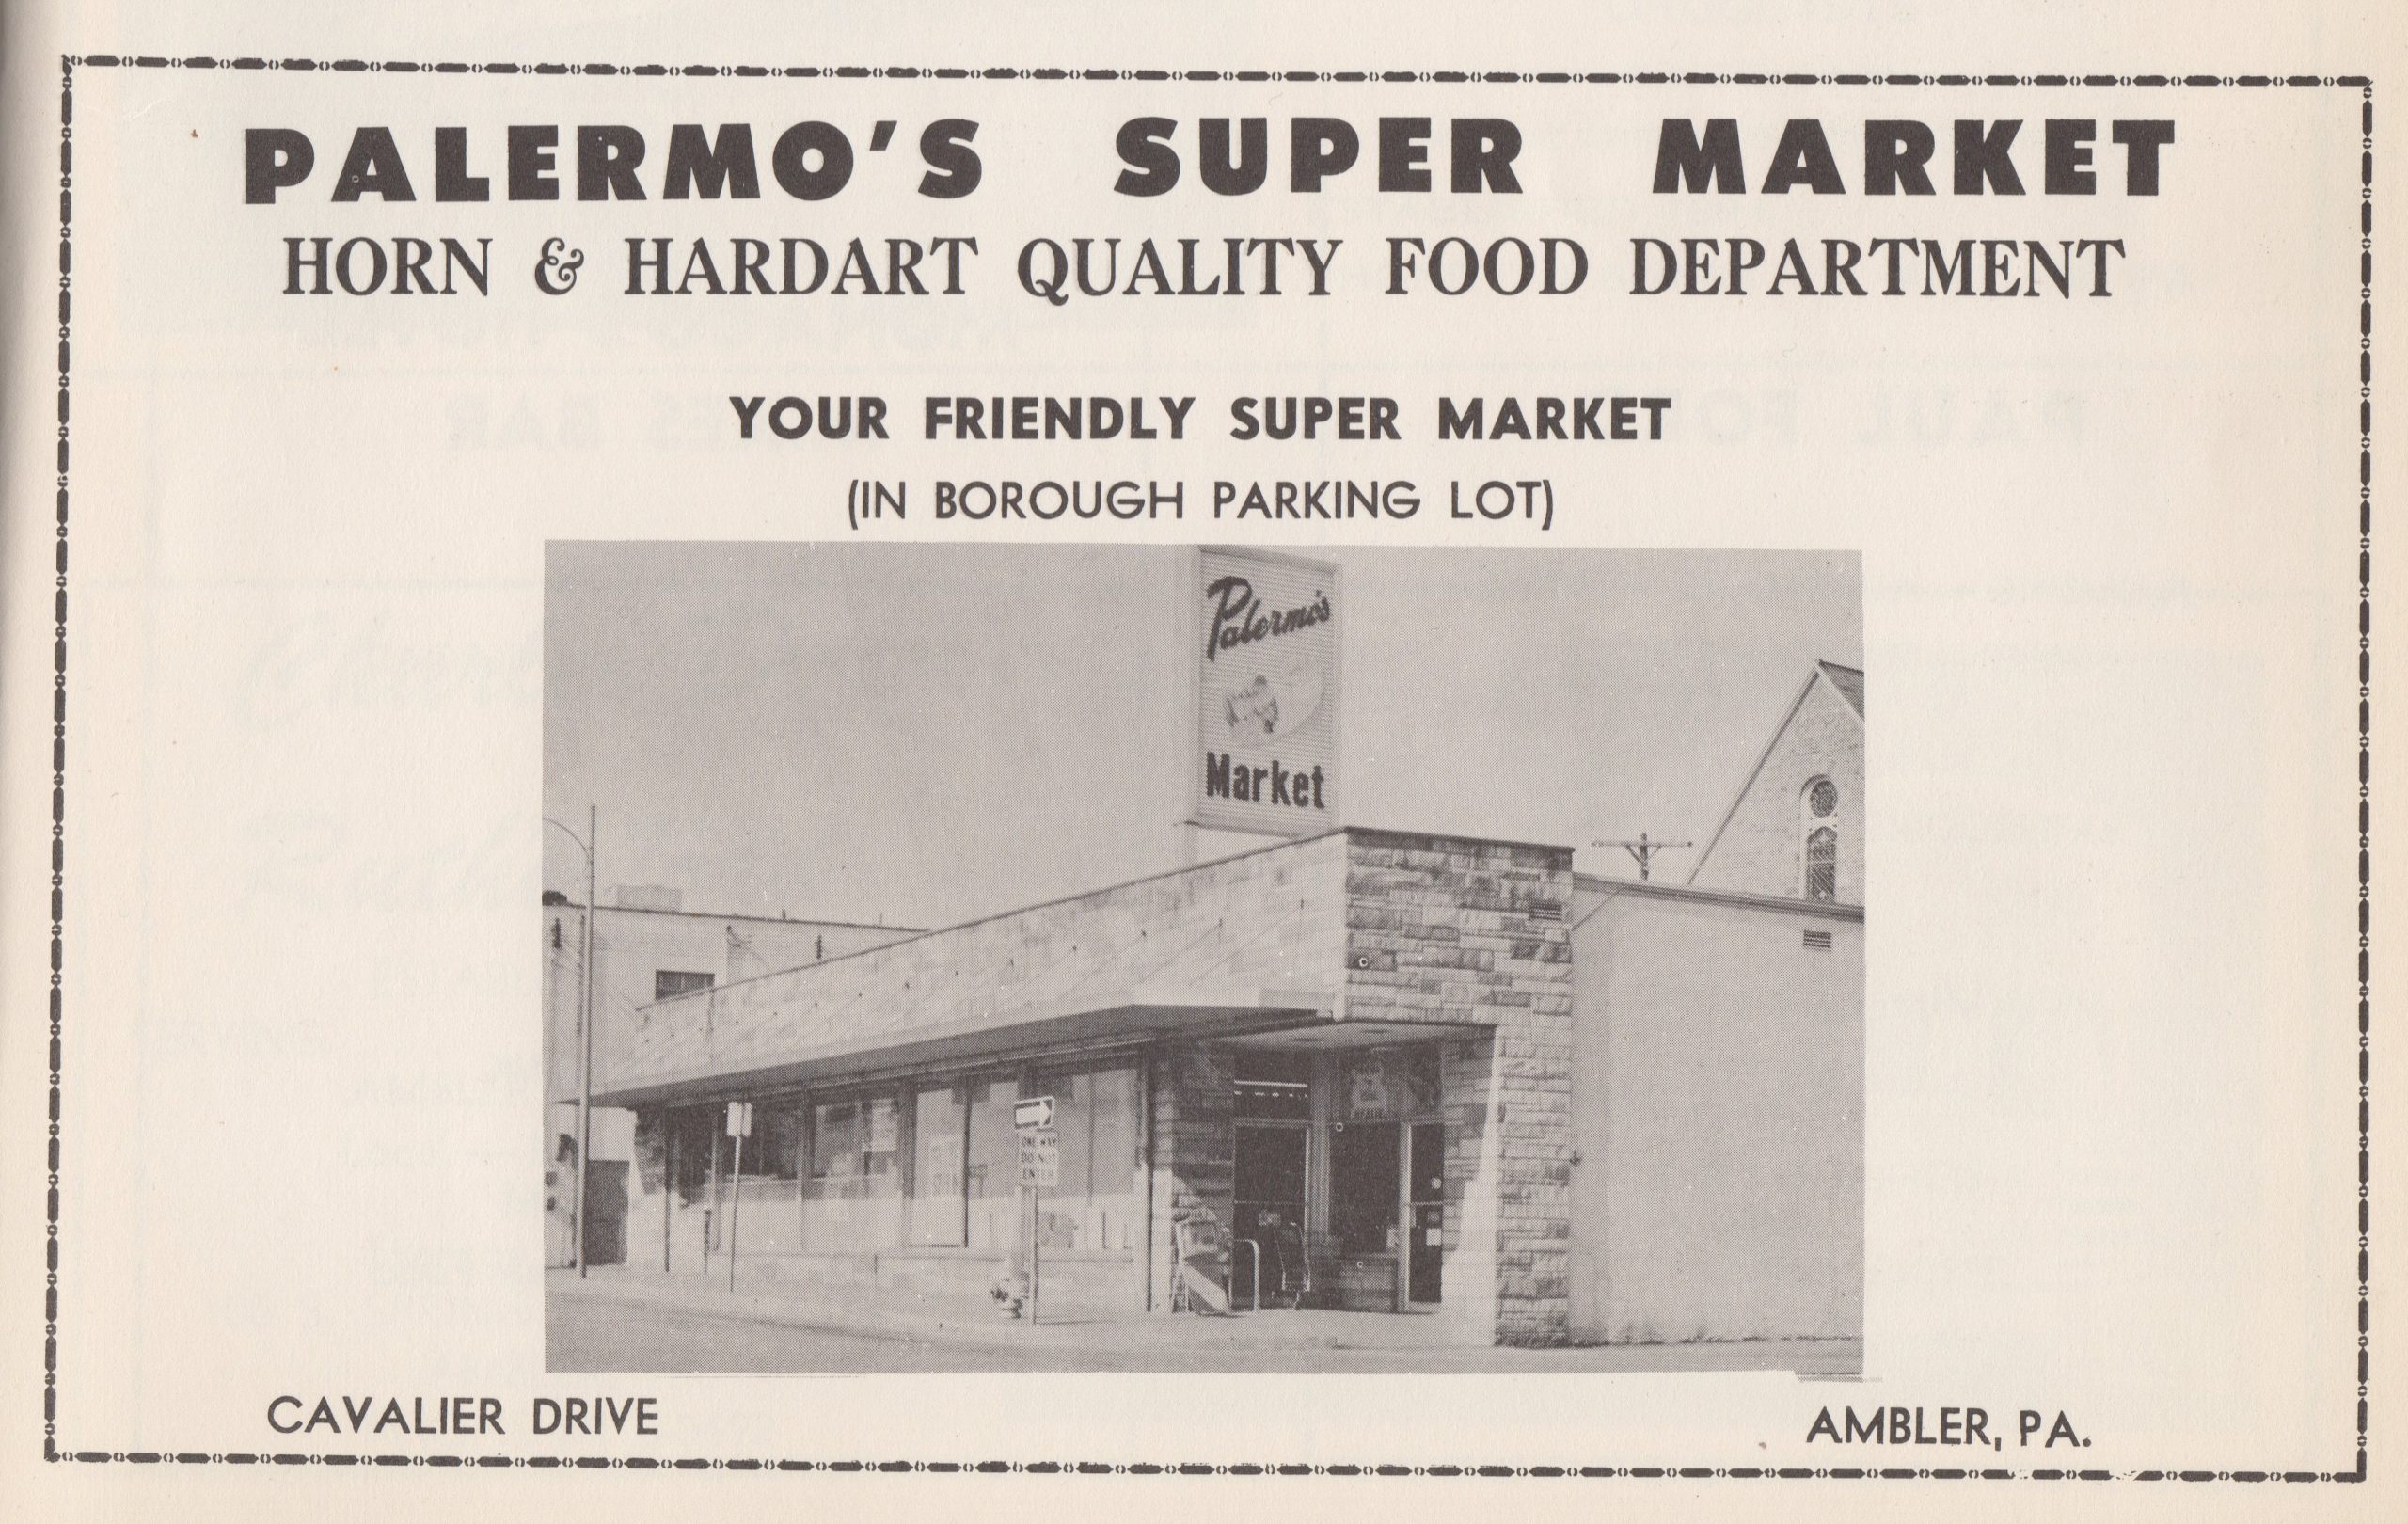 PALERMO'S SUPER MARKET
HORN & HARDART QUALITY FOOD DEPARTMENT
YOUR FRIENDLY SUPER MARKET
(IN BOROUGH PARKING LOT)
Palermo's
Market
ONE WAY
DO NOT
ENTER
CAVALIER DRIVE
AMBLER, PA.